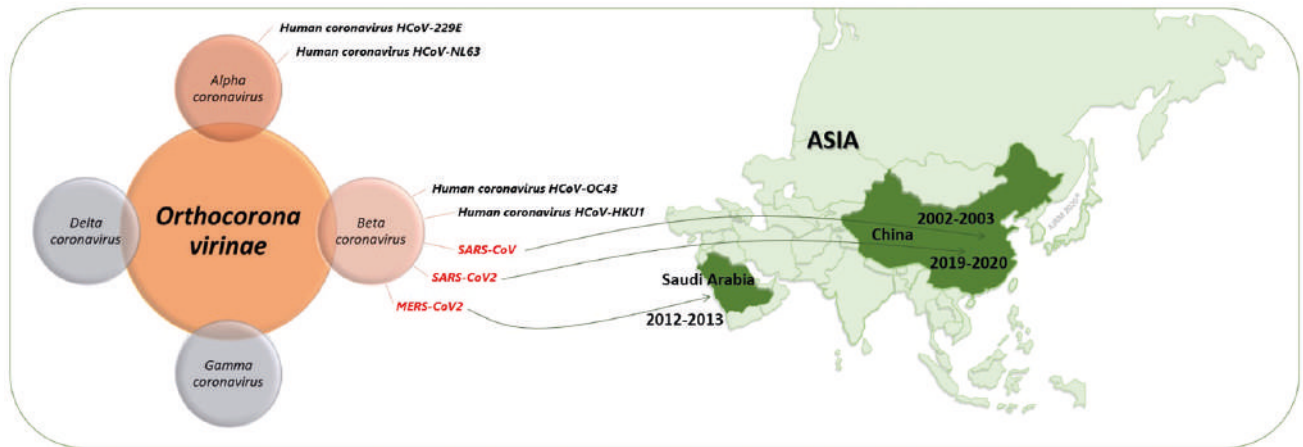 Human coronavirus HCoV-229E
Human coronavirus HCoV-NL63
Alpha
coronavirus
Orthocorona
virinae
Delta
coronavirus
Beta
coronavirus
Gamma
coronavirus
Human coronavirus HCoV-OC43
Human coronavirus HCoV-HKU1
SARS-CoV
SARS-CoV2
MERS-CoV2
ASIA
2002-2003
China
2019-2020
Saudi Arabia
2012-2013